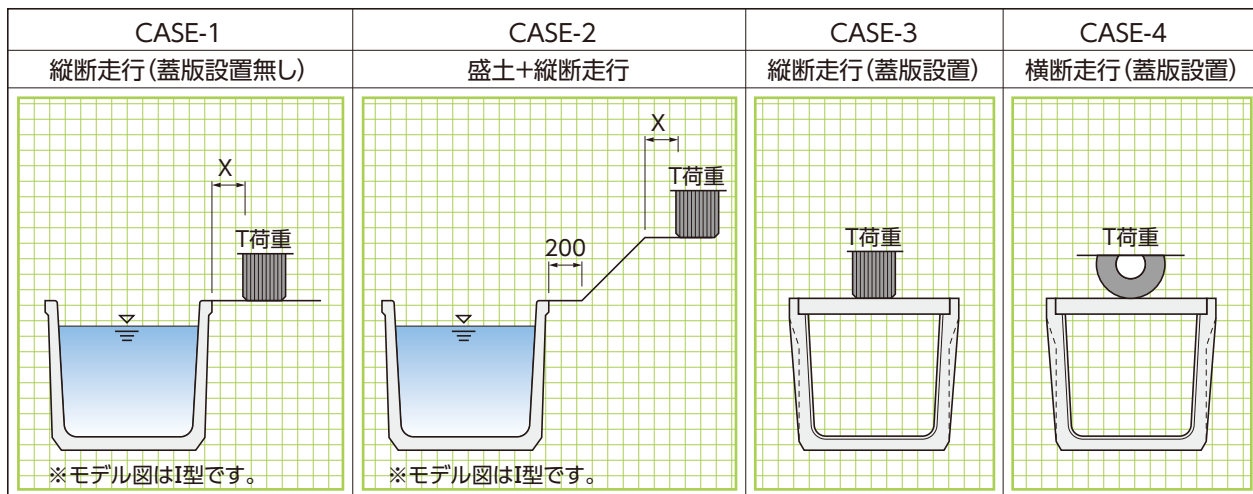 CASE-1
縦断走行(蓋版設置無し)
X
T荷重
※モデル図はI型です。
CASE-2
盛土+縦断走行
X
T荷重
200
※モデル図はI型です。
CASE-3
縦断走行(蓋版設置)
T荷重
CASE-4
横断走行(蓋版設置)
T荷重